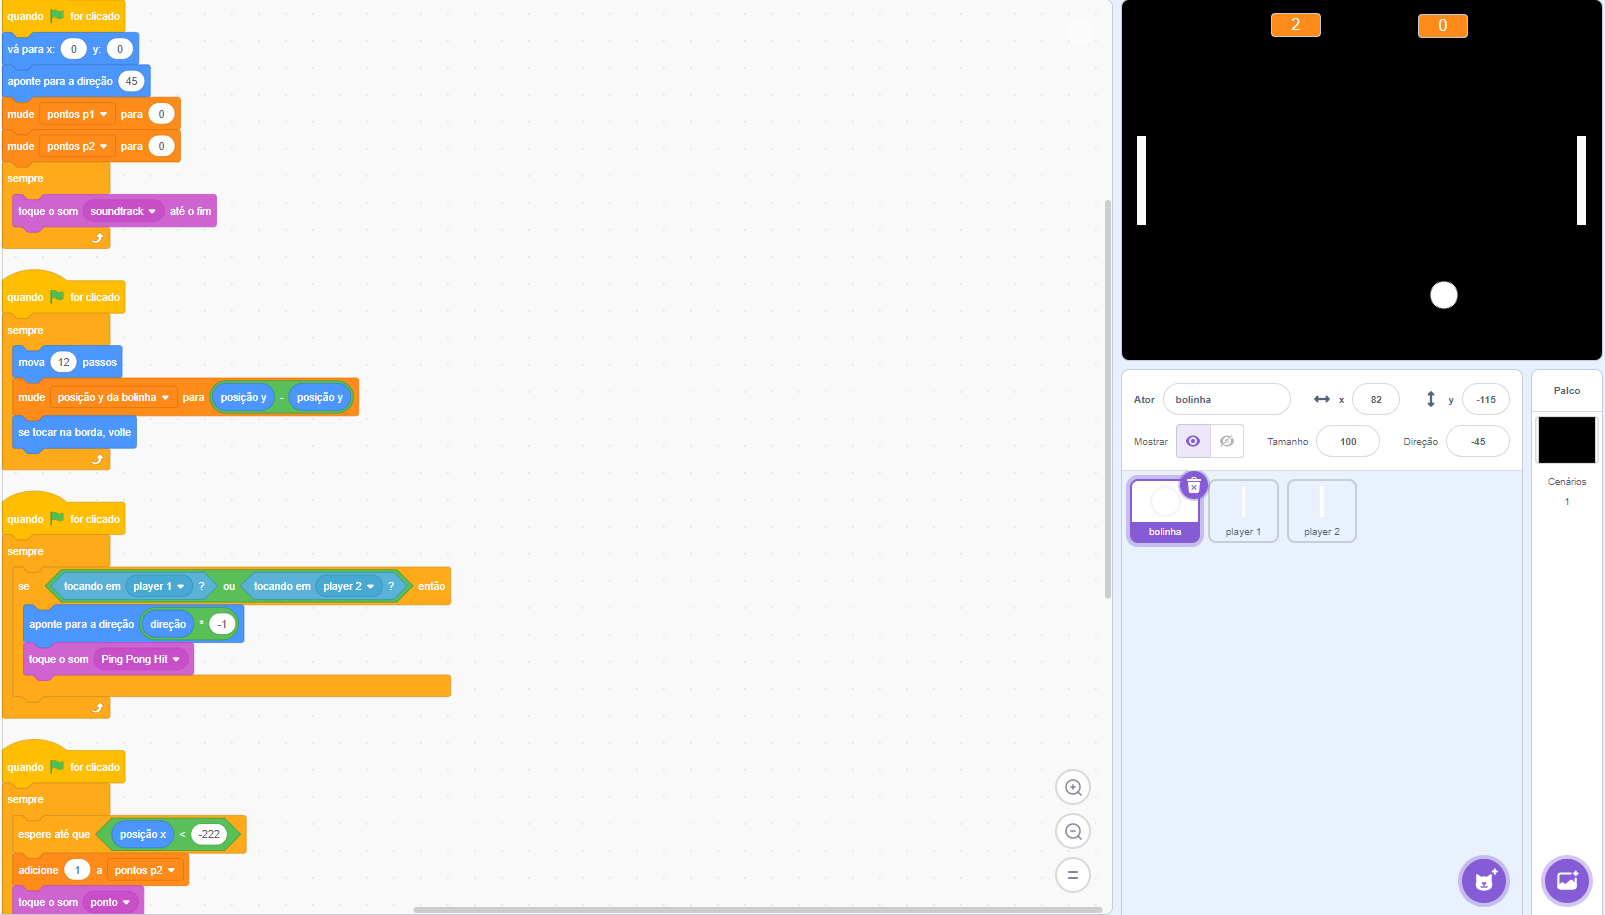 quando for clicado
vá para x: 0 y: 0
aponte para a direção 45
mude pontos p1 para 0
mude pontos p2 para 0
sempre
toque o som soundtrack até o fim
quando for clicado
sempre
mova 12 passos
mude posição y da bolinha para posição y - posição y
se tocar na borda, volte
quando for clicado
sempre
se tocando em player 1 ? ou tocando em player 2 ? então
aponte para a direção direção * -1
toque o som Ping Pong Hit
quando for clicado
sempre
espere até que posição x < -222
adicione 1 a pontos p2
toque o som ponto
2 0
Ator bolinha x 82 y -115
Mostrar Tamanho 100 Direção -45
bolinha player 1 player 2
Palco
Cenários
1